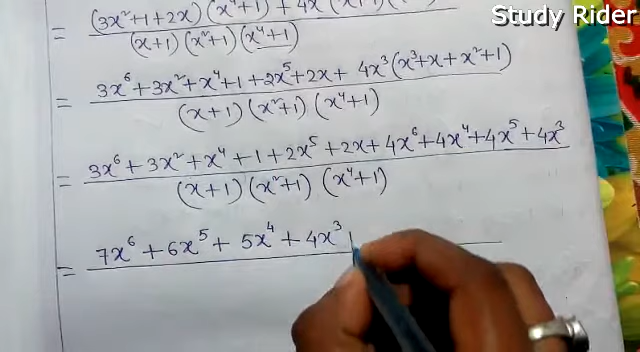 Study Rider
= (3x²+1+2x)(x⁴+1) + 4x³
(x+1)(x²+1)(x⁴+1)
= 3x⁶+3x²+x⁴+1+2x⁵+2x+ 4x³(x³+x+x²+1)
(x+1)(x²+1)(x⁴+1)
= 3x⁶+3x²+x⁴+1+2x⁵+2x+4x⁶+4x⁴+4x⁵+4x³
(x+1)(x²+1)(x⁴+1)
= 7x⁶+6x⁵+5x⁴+4x³